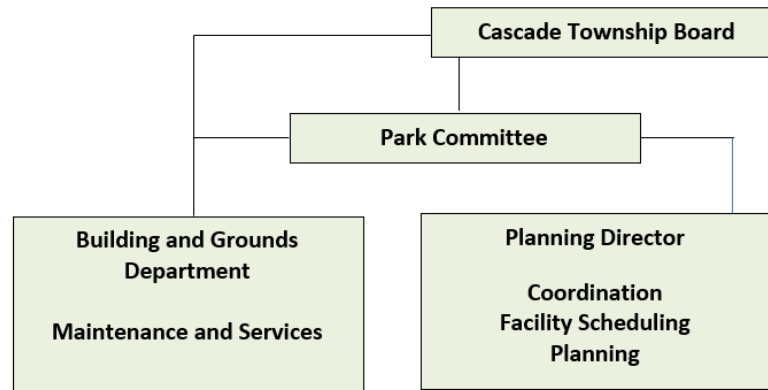 Cascade Township Board
Park Committee
Building and Grounds
Department
Maintenance and Services
Planning Director
Coordination
Facility Scheduling
Planning